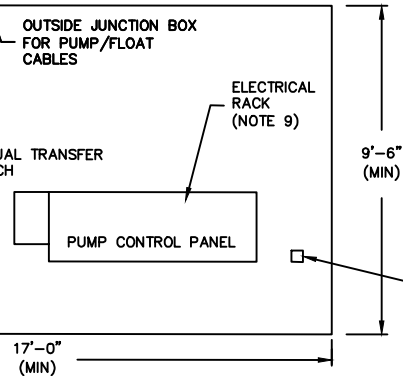 OUTSIDE JUNCTION BOX
FOR PUMP/FLOAT
CABLES
ELECTRICAL
RACK
(NOTE 9)
UAL TRANSFER
CH
9'-6"
(MIN)
PUMP CONTROL PANEL
17'-0"
(MIN)